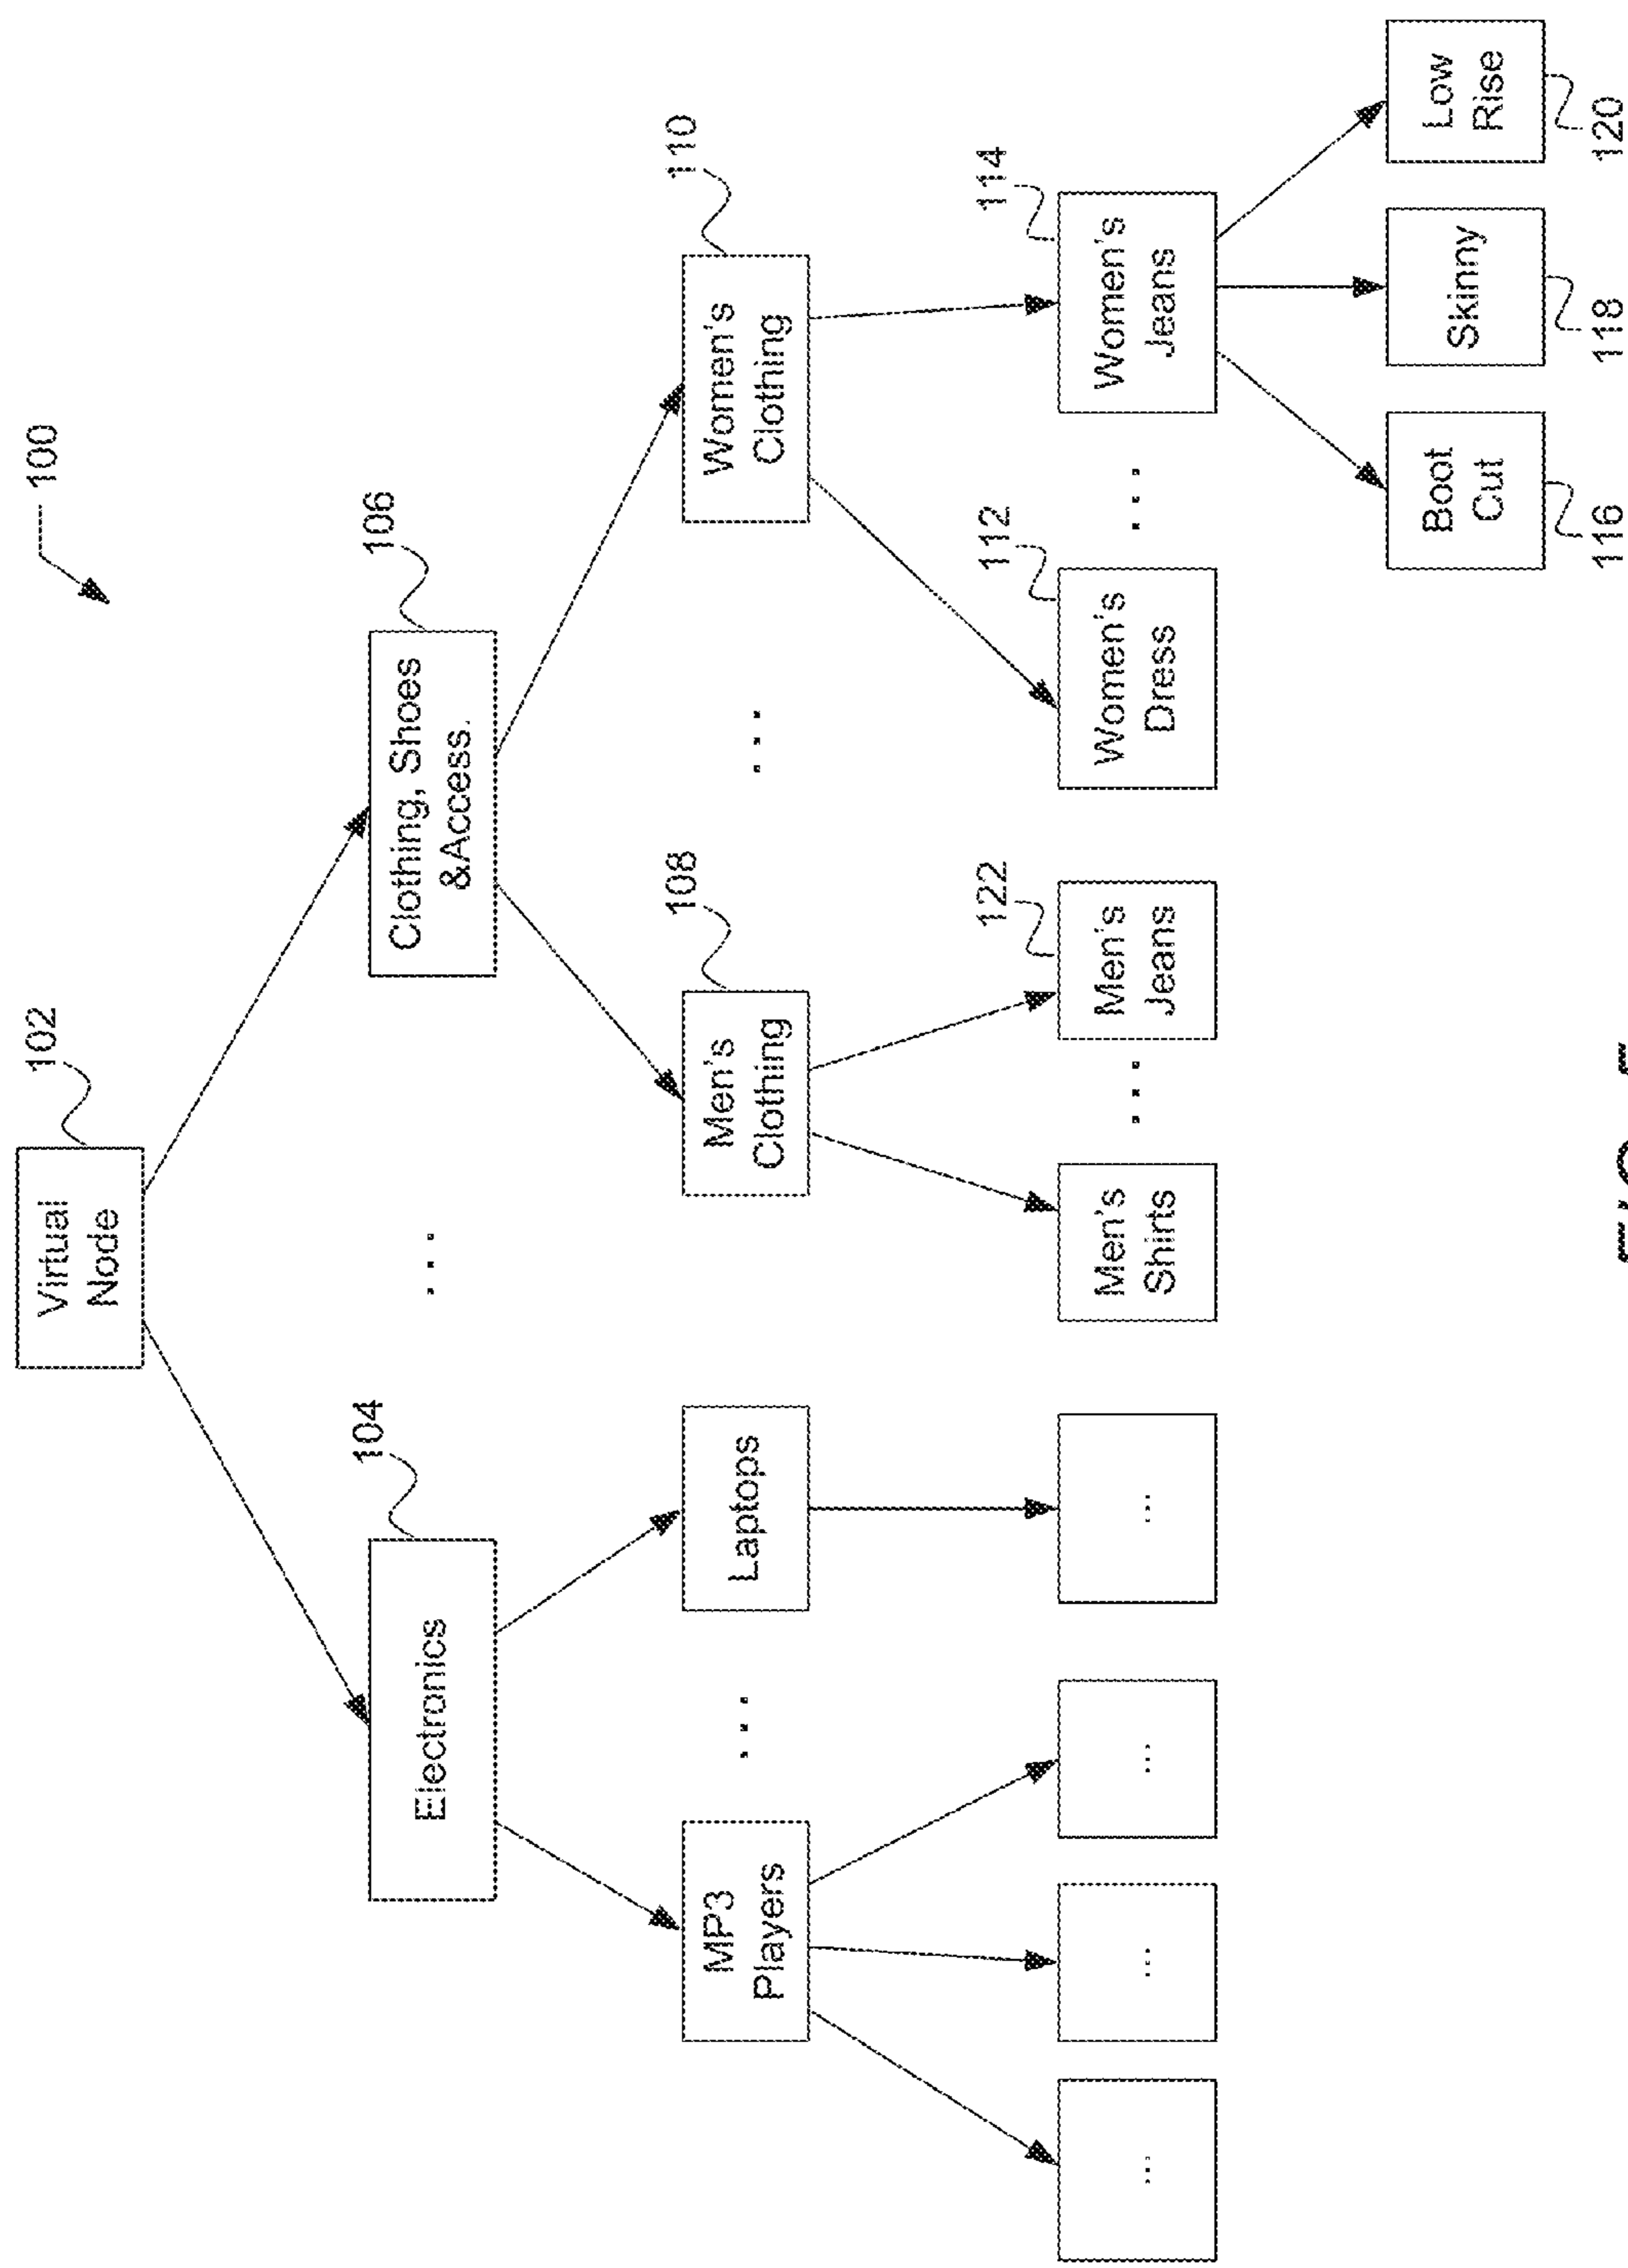 100
Virtual
Node
102
Electronics
104
...
Clothing, Shoes
&Access.
106
MP3
Players
...
Laptops
Men's
Clothing
108
...
Women's
Clothing
110
...
...
...
...
Men's
Shirts
...
Men's
Jeans
122
Women's
Dress
112
...
Women's
Jeans
114
Boot
Cut
116
Skinny
118
Low
Rise
120